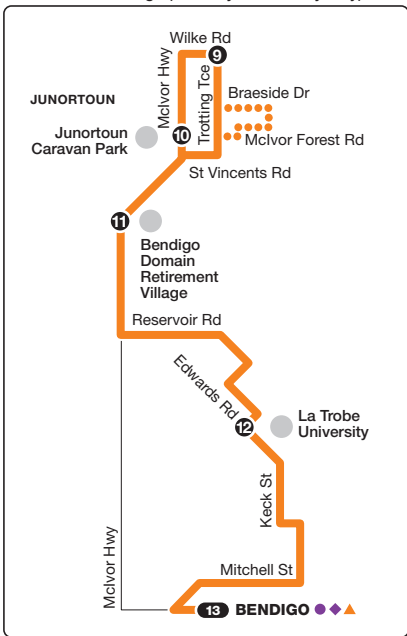 Wilke Rd
9
McIvor Hwy
Trotting Tce
Braeside Dr
JUNORTOUN
10
Junortoun
Caravan Park
McIvor Forest Rd
St Vincents Rd
11
Bendigo
Domain
Retirement
Village
Reservoir Rd
Edwards Rd
12
La Trobe
University
Keck St
McIvor Hwy
Mitchell St
13 BENDIGO